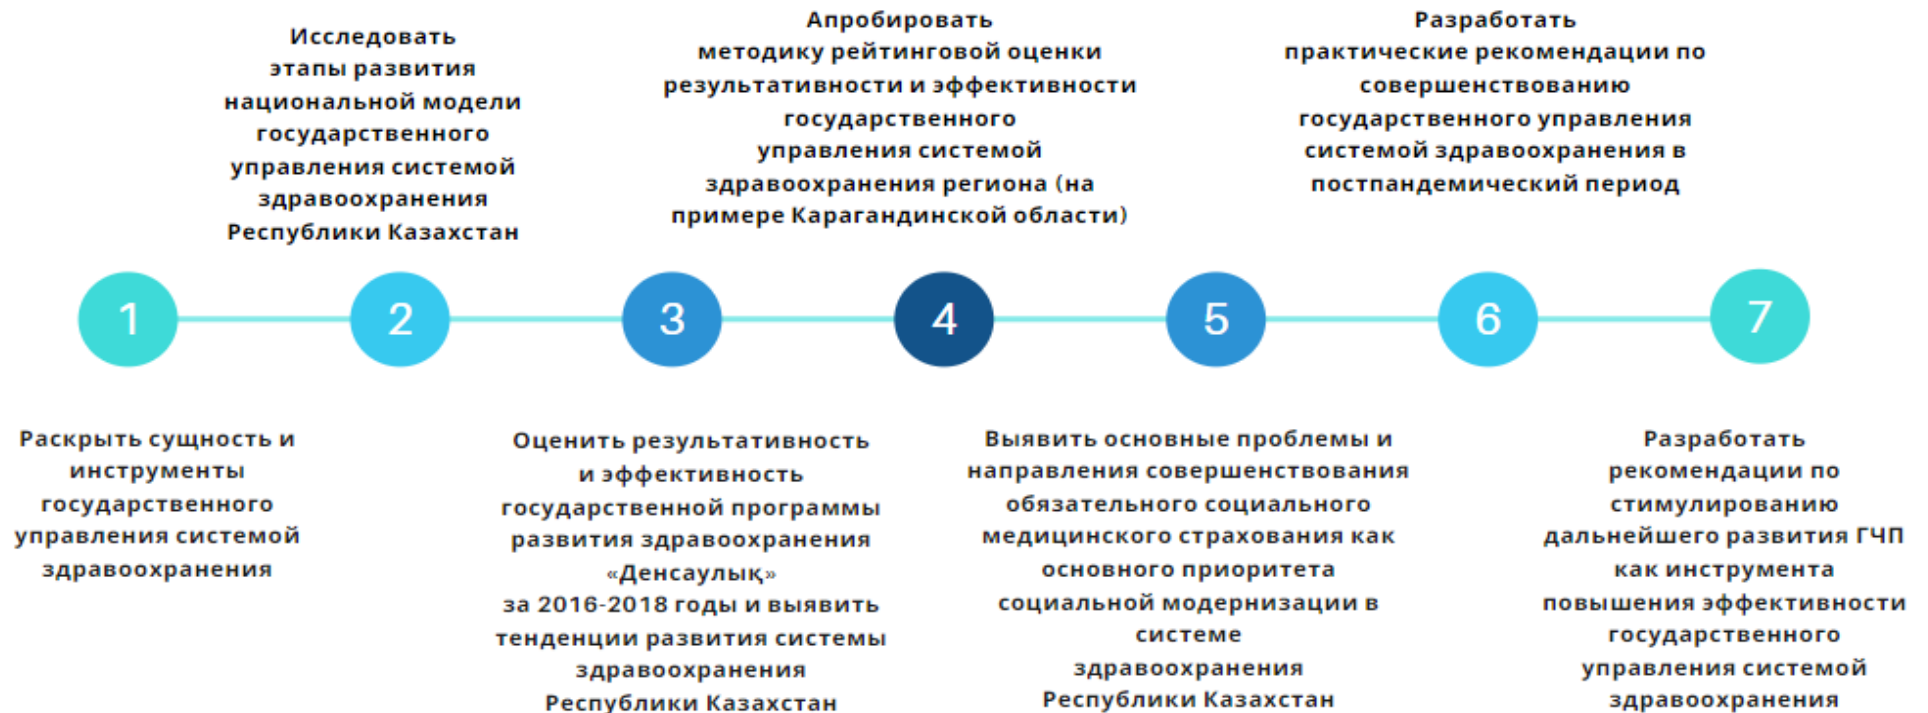 Исследовать
этапы развития
национальной модели
государственного
управления системой
здравоохранения
Республики Казахстан
Апробировать
методику рейтинговой оценки
результативности и эффективности
государственного
управления системой
здравоохранения региона (на
примере Карагандинской области)
Разработать
практические рекомендации по
совершенствованию
государственного управления
системой здравоохранения в
постпандемический период
1
2
3
4
5
6
7
Раскрыть сущность и
инструменты
государственного
управления системой
здравоохранения
Оценить результативность
и эффективность
государственной программы
развития здравоохранения
«Денсаулық»
за 2016-2018 годы и выявить
тенденции развития системы
здравоохранения
Республики Казахстан
Выявить основные проблемы и
направления совершенствования
обязательного социального
медицинского страхования как
основного приоритета
социальной модернизации в
системе
здравоохранения
Республики Казахстан
Разработать
рекомендации по
стимулированию
дальнейшего развития ГЧП
как инструмента
повышения эффективности
государственного
управления системой
здравоохранения